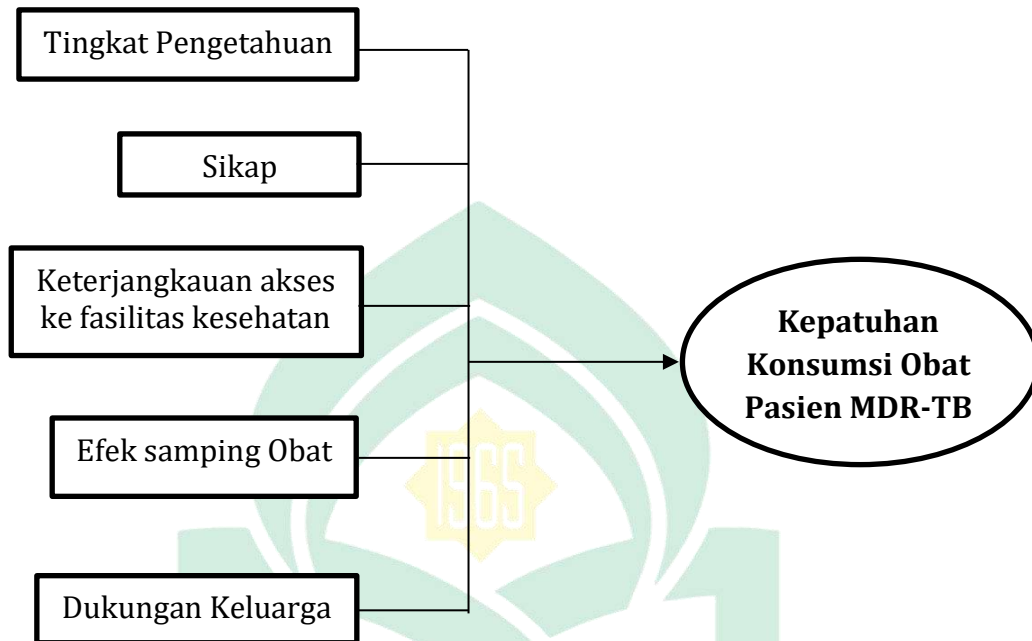 Tingkat Pengetahuan
Sikap
Keterjangkauan akses
ke fasilitas kesehatan
Kepatuhan
Konsumsi Obat
Pasien MDR-TB
Efek samping Obat
1965
Dukungan Keluarga